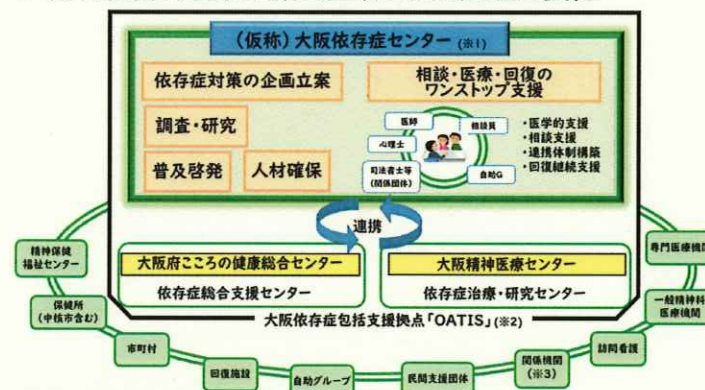 (仮称)大阪依存症センター(※1)
依存症対策の企画立案
相談・医療・回復の
ワンストップ支援
調査・研究
普及啓発
人材確保
医師
相談員
心理士
司法書士等
(関係団体)
自助G
・医学的支援
・相談支援
・連携体制構築
・回復継続支援
連携
大阪府こころの健康総合センター
依存症総合支援センター
大阪精神医療センター
依存症治療・研究センター
大阪依存症包括支援拠点「OATIS」(※2)
精神保健
福祉センター
保健所
(中核市含む)
市町村
回復施設
自助グループ
民間支援団体
関係機関
(※3)
訪問看護
一般精神科
医療機関
専門医療機関